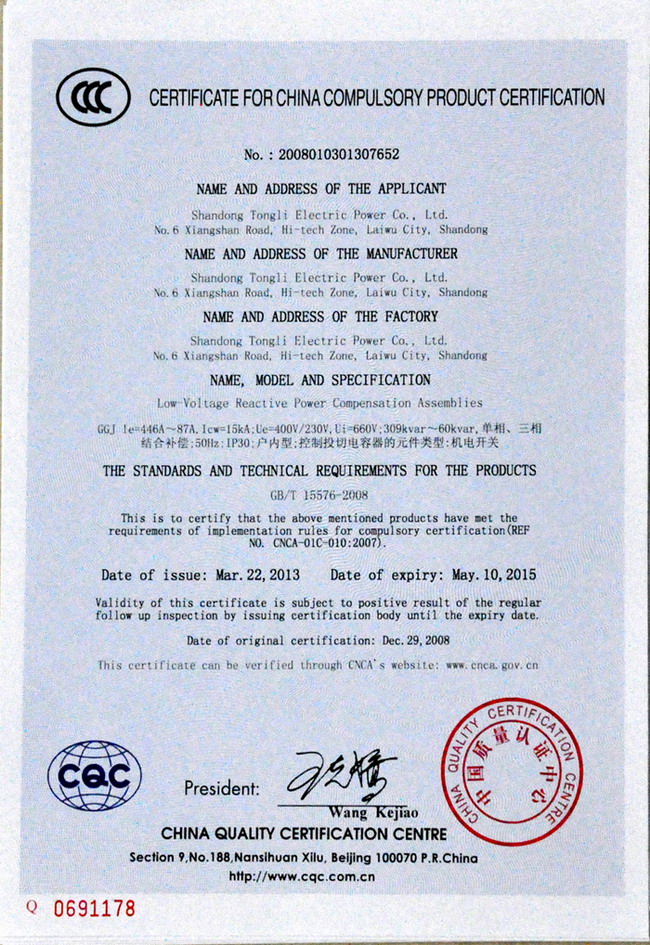 CCC
CERTIFICATE FOR CHINA COMPULSORY PRODUCT CERTIFICATION
No. : 2008010301307652
NAME AND ADDRESS OF THE APPLICANT
Shandong Tongli Electric Power Co., Ltd.
No.6 Xiangshan Road, Hi-tech Zone, Laiwu City, Shandong
NAME AND ADDRESS OF THE MANUFACTURER
Shandong Tongli Electric Power Co., Ltd.
No.6 Xiangshan Road, Hi-tech Zone, Laiwu City, Shandong
NAME AND ADDRESS OF THE FACTORY
Shandong Tongli Electric Power Co., Ltd.
No.6 Xiangshan Road, Hi-tech Zone, Laiwu City, Shandong
NAME, MODEL AND SPECIFICATION
Low-Voltage Reactive Power Compensation Assemblies
GGJ Ie=446A~87A.Icw=15kA;Ue=400V/230V,Ui=660V;309kvar~60kvar,单相、三相
结合补偿;50Hz;IP30;户内型;控制投切电容器的元件类型:机电开关
THE STANDARDS AND TECHNICAL REQUIREMENTS FOR THE PRODUCTS
GB/T 15576-2008
This is to certify that the above mentioned products have met the
requirements of implementation rules for compulsory certification(REF
NO. CNCA-01C-010:2007).
Date of issue: Mar.22,2013 Date of expiry: May.10,2015
Validity of this certificate is subject to positive result of the regular
follow up inspection by issuing certification body until the expiry date.
Date of original certification: Dec.29,2008
This certificate can be verified through CNCA's website: www.cnca.gov.cn
CQC
President:
王克娇
Wang Kejiao
CHINA QUALITY CERTIFICATION CENTRE
中国质量认证中心
CHINA QUALITY CERTIFICATION CENTRE
Section 9,No.188,Nansihuan Xilu, Beijing 100070 P.R.China
http://www.cqc.com.cn
Q 0691178